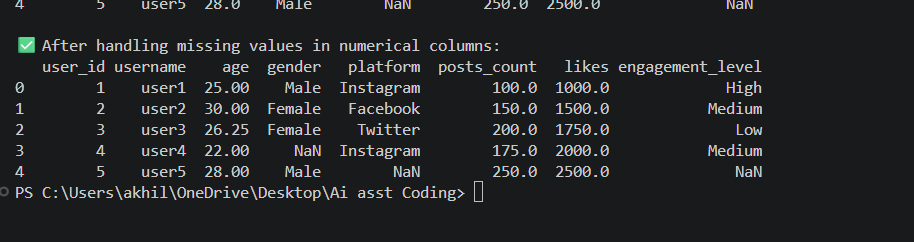 4 5 user5 28.0 Male NaN 250.0 2500.0 NaN
✅ After handling missing values in numerical columns:
user_id username age gender platform posts_count likes engagement_level
0 1 user1 25.00 Male Instagram 100.0 1000.0 High
1 2 user2 30.00 Female Facebook 150.0 1500.0 Medium
2 3 user3 26.25 Female Twitter 200.0 1750.0 Low
3 4 user4 22.00 NaN Instagram 175.0 2000.0 Medium
4 5 user5 28.00 Male NaN 250.0 2500.0 NaN
PS C:\Users\akhil\OneDrive\Desktop\Ai asst Coding>